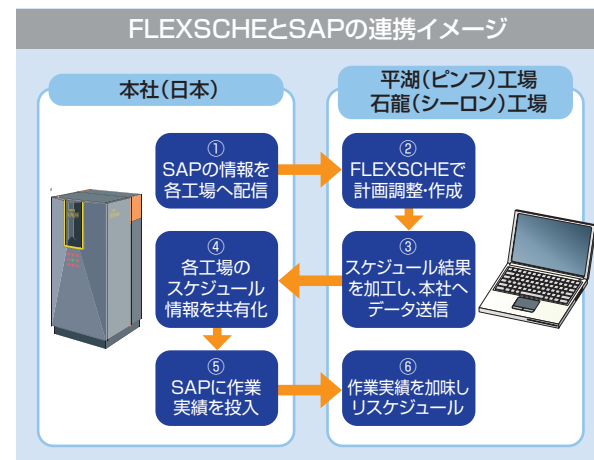 FLEXSCHEとSAPの連携イメージ
本社(日本)
平湖(ピンフ)工場
石龍(シーロン)工場
①
SAPの情報を
各工場へ配信
②
FLEXSCHEで
計画調整・作成
③
スケジュール結果
を加工し、本社へ
データ送信
④
各工場の
スケジュール
情報を共有化
⑤
SAPに作業
実績を投入
⑥
作業実績を加味し
リスケジュール